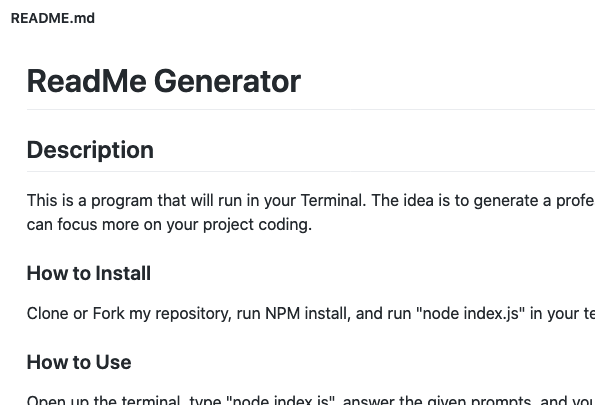 README.md
ReadMe Generator
Description
This is a program that will run in your Terminal. The idea is to generate a profe
can focus more on your project coding.
How to Install
Clone or Fork my repository, run NPM install, and run "node index.js" in your te
How to Use
Open up the terminal, type "node index.js", answer the given prompts, and you